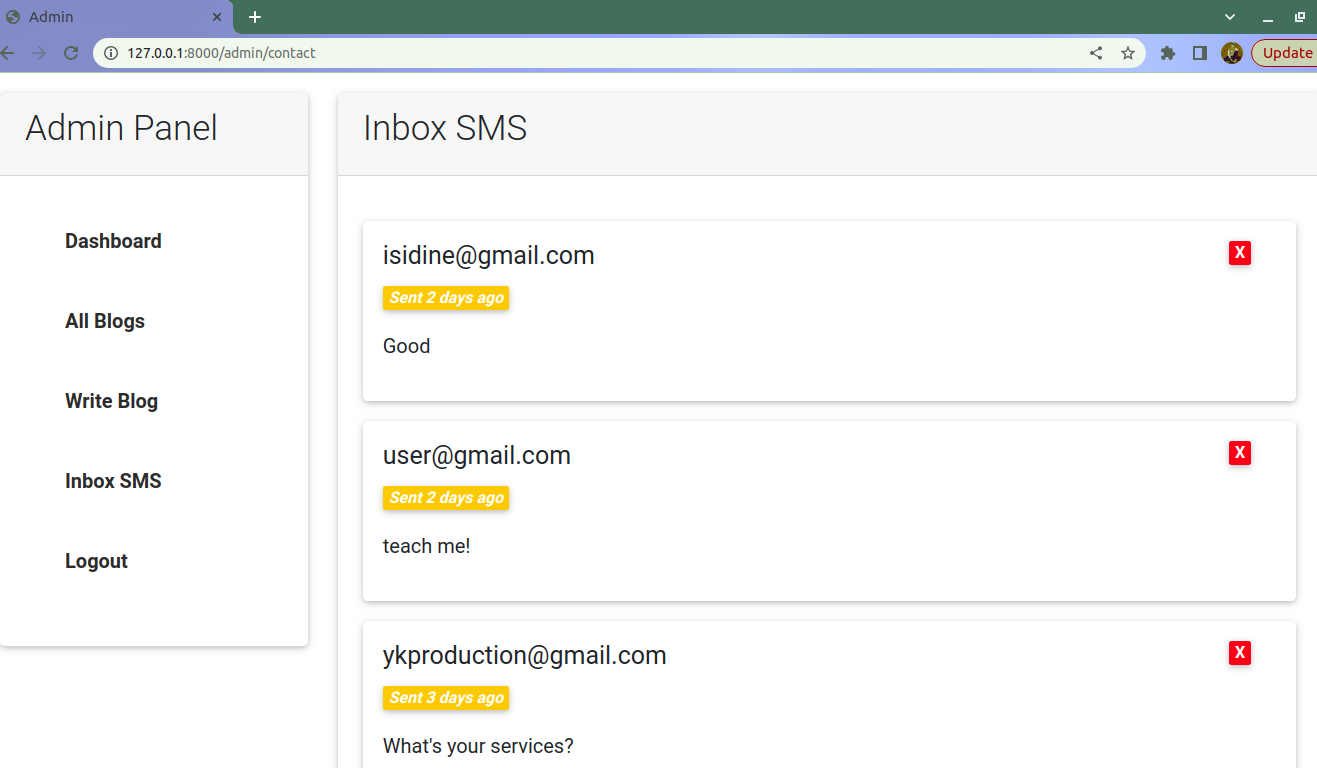 Admin
127.0.0.1:8000/admin/contact
Update
Admin Panel
Dashboard
All Blogs
Write Blog
Inbox SMS
Logout
Inbox SMS
isidine@gmail.com
X
Sent 2 days ago
Good
user@gmail.com
X
Sent 2 days ago
teach me!
ykproduction@gmail.com
X
Sent 3 days ago
What's your services?